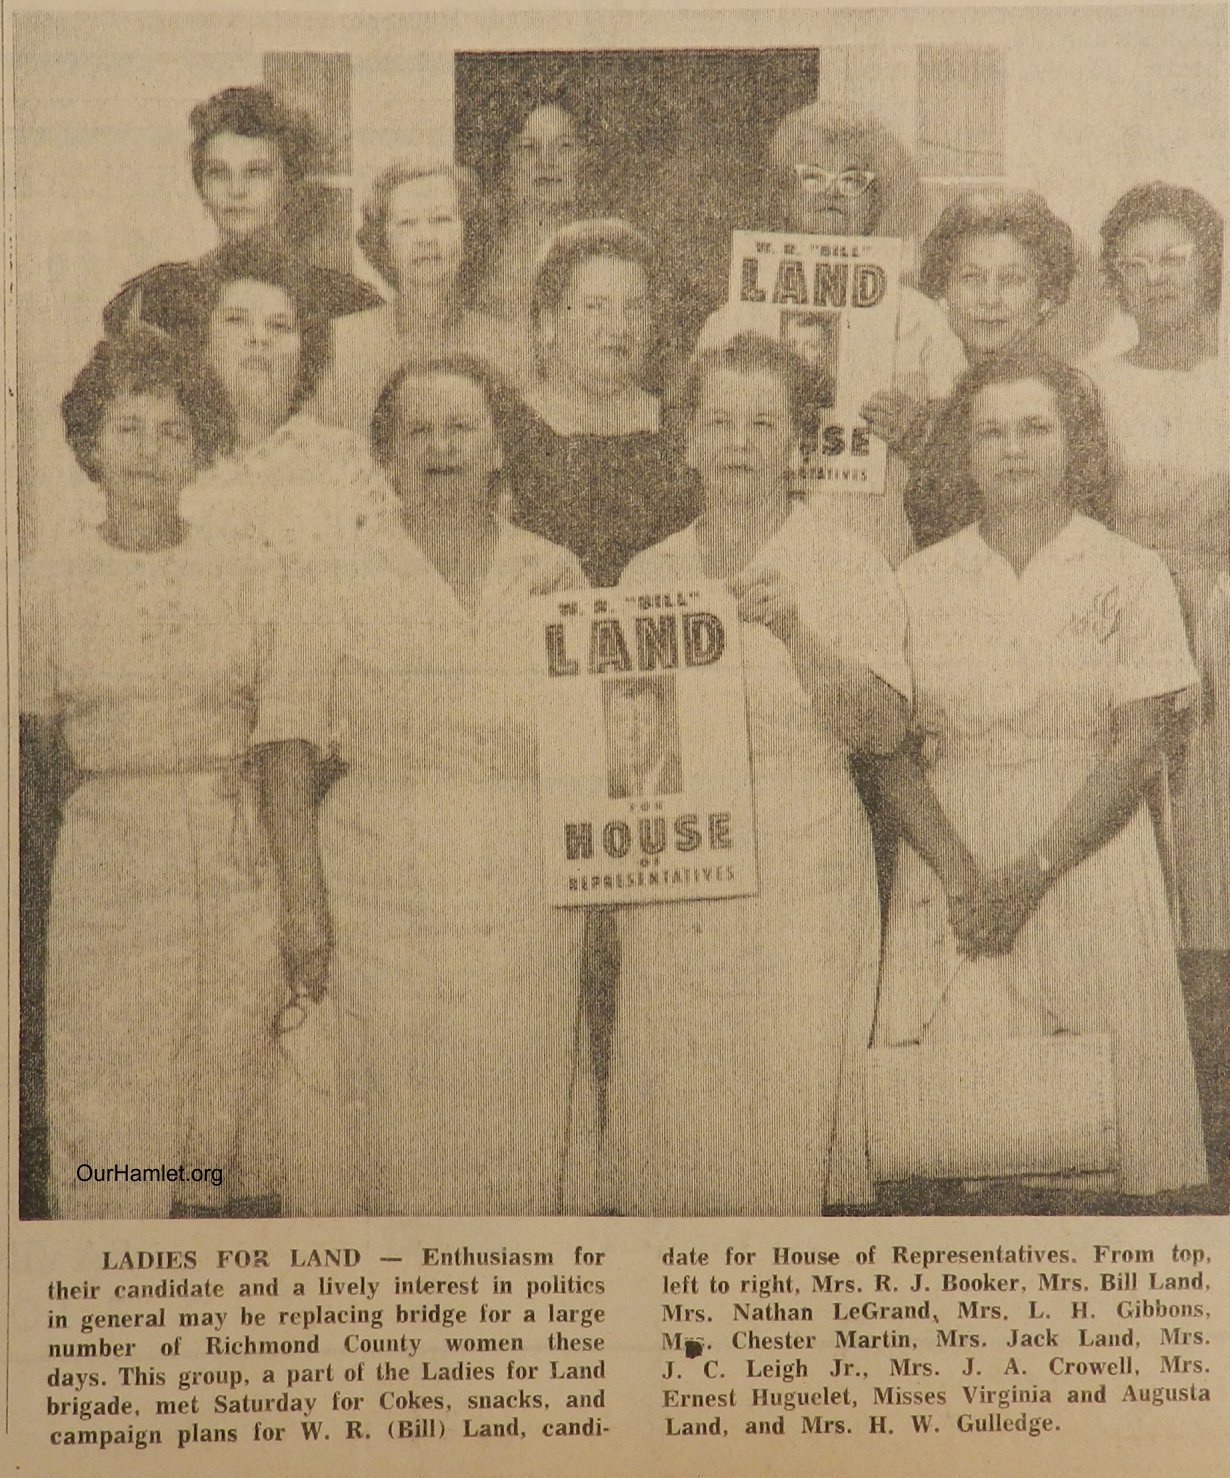 W. R. "BILL"
LAND
W. R. "BILL"
LAND
FOR
HOUSE
OF
REPRESENTATIVES
OurHamlet.org
LADIES FOR LAND — Enthusiasm for
their candidate and a lively interest in politics
in general may be replacing bridge for a large
number of Richmond County women these
days. This group, a part of the Ladies for Land
brigade, met Saturday for Cokes, snacks, and
campaign plans for W. R. (Bill) Land, candi-
date for House of Representatives. From top,
left to right, Mrs. R. J. Booker, Mrs. Bill Land,
Mrs. Nathan LeGrand, Mrs. L. H. Gibbons,
Mrs. Chester Martin, Mrs. Jack Land, Mrs.
J. C. Leigh Jr., Mrs. J. A. Crowell, Mrs.
Ernest Huguelet, Misses Virginia and Augusta
Land, and Mrs. H. W. Gulledge.